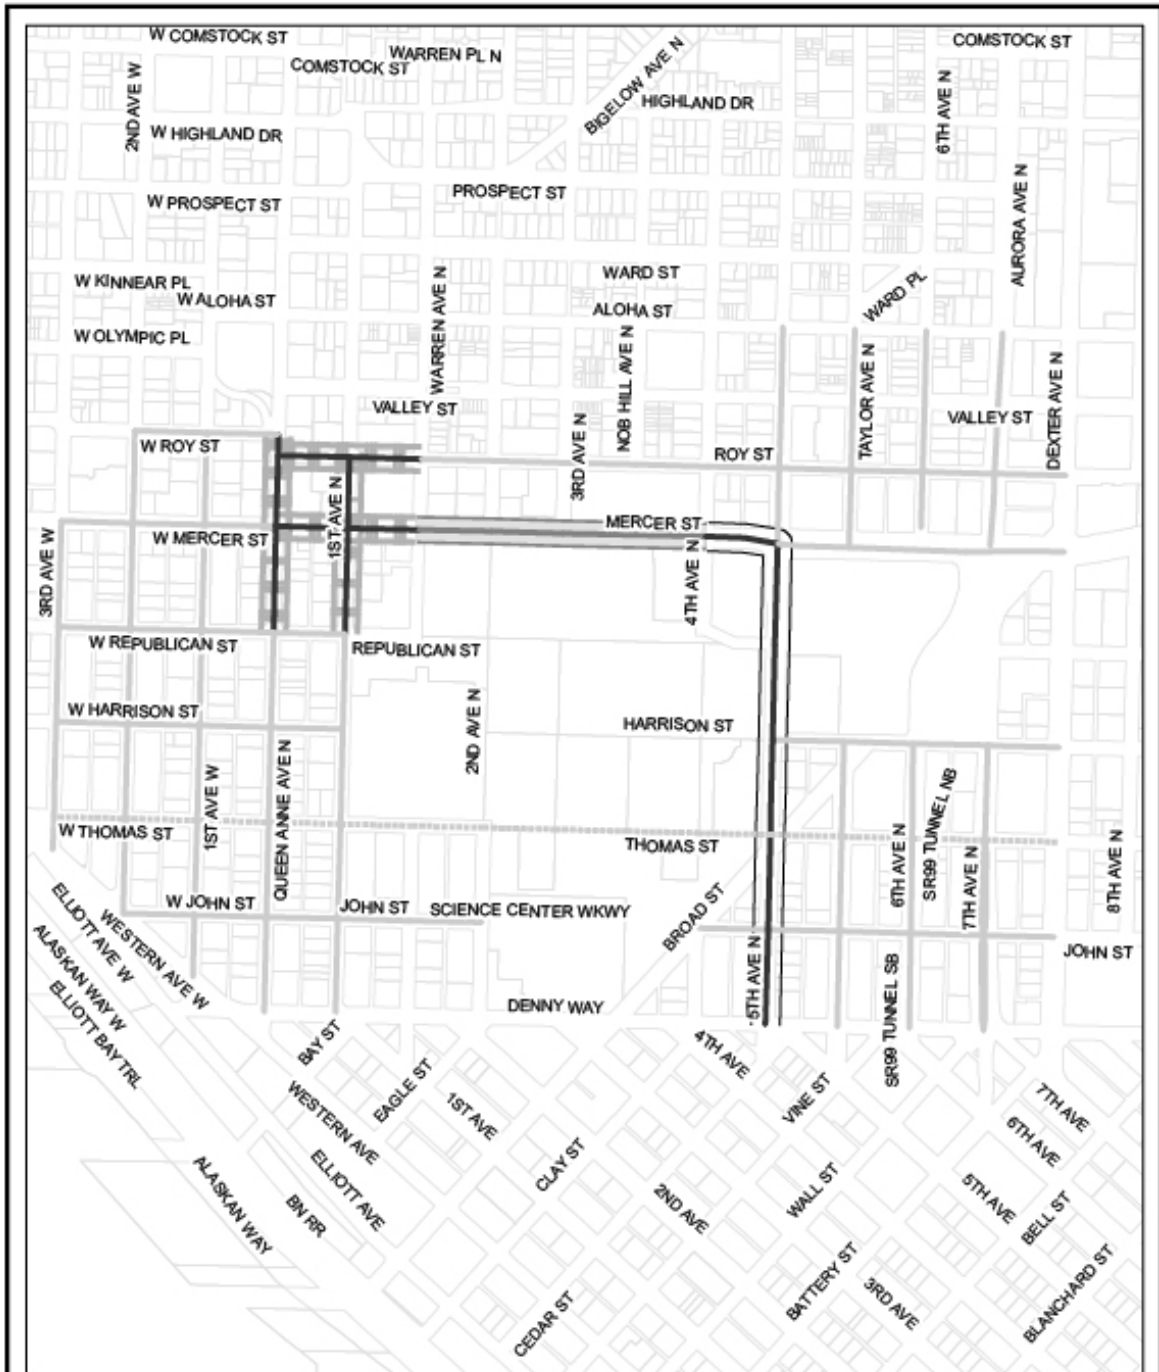 W COMSTOCK ST
WARREN PL N
COMSTOCK ST
BIGELOW AVE N
COMSTOCK ST
2ND AVE W
HIGHLAND DR
6TH AVE N
W HIGHLAND DR
W PROSPECT ST
PROSPECT ST
AURORA AVE N
W KINNEAR PL
W ALOHA ST
WARREN AVE N
WARD ST
WARD PL
ALOHA ST
W OLYMPIC PL
NOB HILL AVE N
TAYLOR AVE N
DEXTER AVE N
VALLEY ST
VALLEY ST
W ROY ST
3RD AVE N
ROY ST
1ST AVE N
W MERCER ST
MERCER ST
3RD AVE W
4TH AVE N
W REPUBLICAN ST
REPUBLICAN ST
W HARRISON ST
2ND AVE N
HARRISON ST
1ST AVE W
QUEEN ANNE AVE N
SR99 TUNNEL NB
W THOMAS ST
THOMAS ST
6TH AVE N
7TH AVE N
8TH AVE N
W JOHN ST
JOHN ST
SCIENCE CENTER WKWY
BROAD ST
JOHN ST
ELLIOTT AVE W
WESTERN AVE W
ALASKAN WAY W
ELLIOTT BAY TRL
DENNY WAY
5TH AVE N
SR99 TUNNEL SB
BAY ST
4TH AVE
EAGLE ST
VINE ST
WESTERN AVE
1ST AVE
7TH AVE
6TH AVE
CLAY ST
ELLIOTT AVE
ALASKAN WAY
BN RR
2ND AVE
WALL ST
5TH AVE
BELL ST
BATTERY ST
3RD AVE
BLANCHARD ST
CEDAR ST